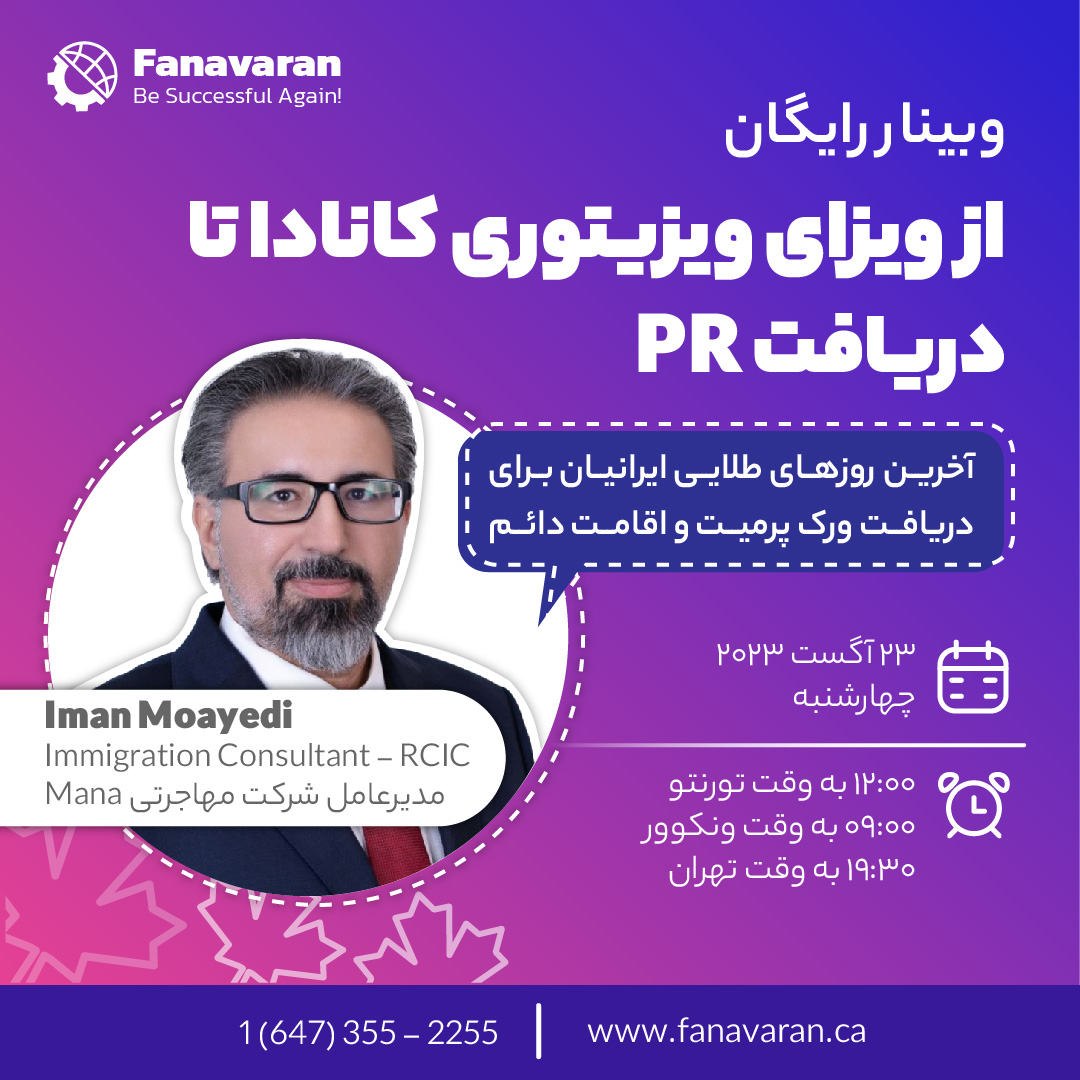 Fanavaran
Be Successful Again!
وبینار رایگان
از ویزای ویزیتوری کانادا تا
دریافت PR
آخرین روزهای طلایی ایرانیان برای
دریافت ورک پرمیت و اقامت دائم
۲۳ آگست ۲۰۲۳
چهارشنبه
Iman Moayedi
Immigration Consultant – RCIC
مدیرعامل شرکت مهاجرتی Mana
۱۲:۰۰ به وقت تورنتو
۰۹:۰۰ به وقت ونکوور
۱۹:۳۰ به وقت تهران
1 (647) 355 – 2255
www.fanavaran.ca